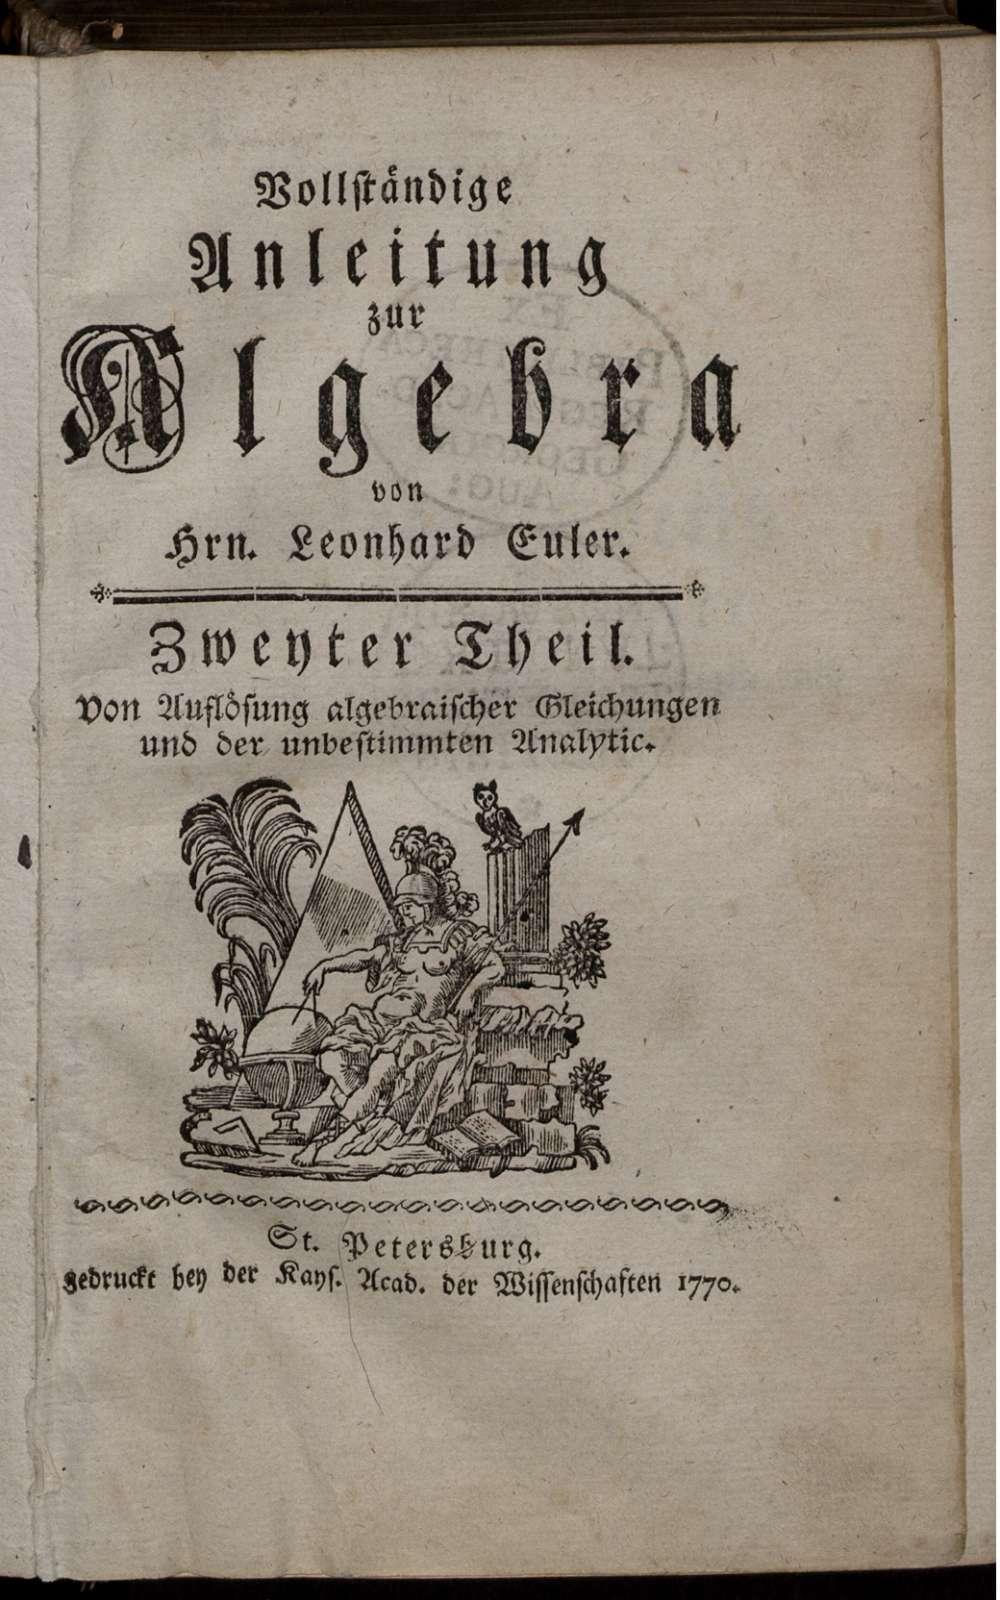 Vollständige
Anleitung
zur
Algebra
von
Hrn. Leonhard Euler.
Zweyter Theil.
Von Auflösung algebraischer Gleichungen
und der unbestimmten Analytic.
St. Petersburg.
gedruckt bey der Kays. Acad. der Wissenschaften 1770.